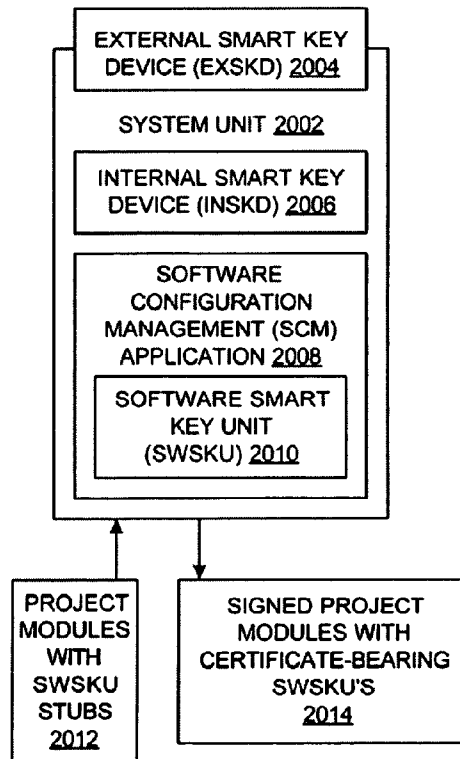 EXTERNAL SMART KEY
DEVICE (EXSKD) 2004
SYSTEM UNIT 2002
INTERNAL SMART KEY
DEVICE (INSKD) 2006
SOFTWARE
CONFIGURATION
MANAGEMENT (SCM)
APPLICATION 2008
SOFTWARE SMART
KEY UNIT
(SWSKU) 2010
PROJECT
MODULES
WITH
SWSKU
STUBS
2012
SIGNED PROJECT
MODULES WITH
CERTIFICATE-BEARING
SWSKU'S
2014